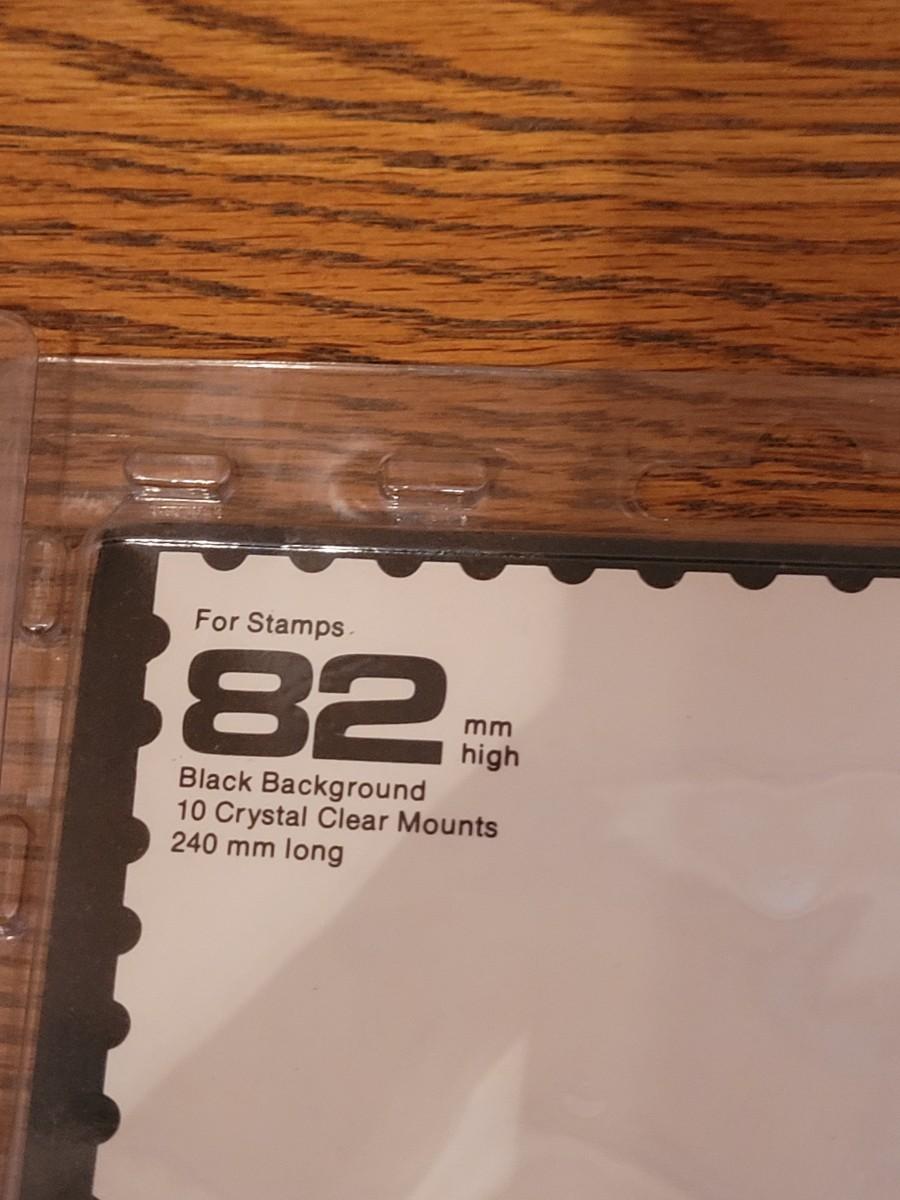 For Stamps
82 mm
high
Black Background
10 Crystal Clear Mounts
240 mm long